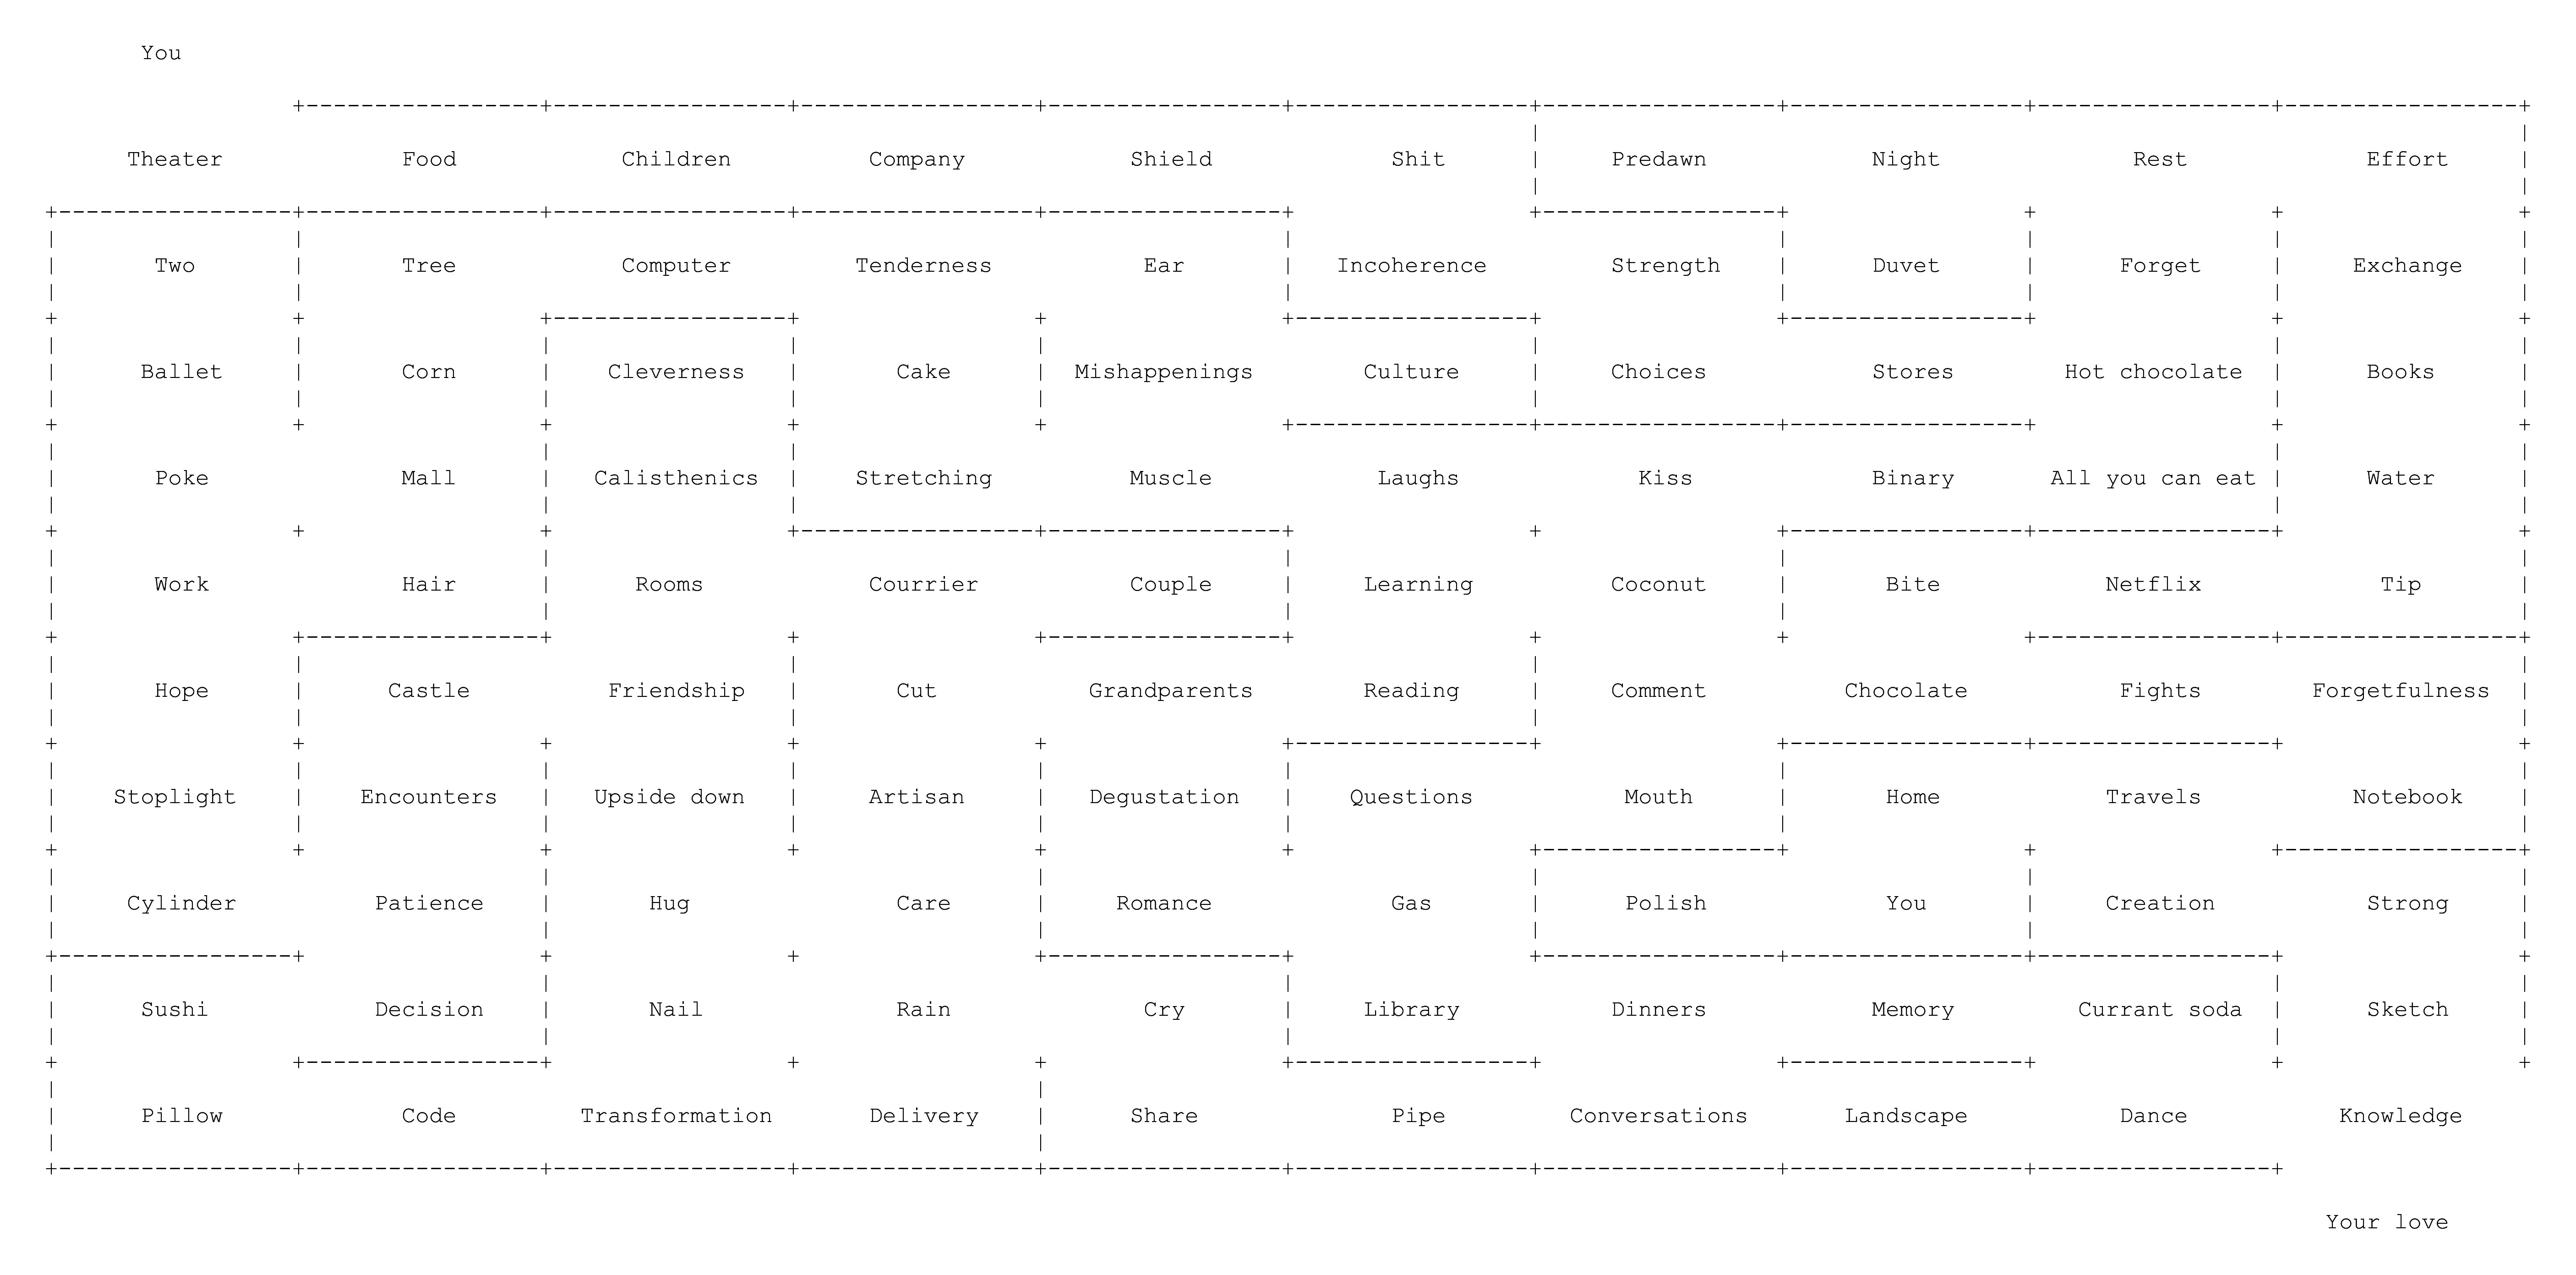 You
Theater Food Children Company Shield Shit Predawn Night Rest Effort
Two Tree Computer Tenderness Ear Incoherence Strength Duvet Forget Exchange
Ballet Corn Cleverness Cake Mishappenings Culture Choices Stores Hot chocolate Books
Poke Mall Calisthenics Stretching Muscle Laughs Kiss Binary All you can eat Water
Work Hair Rooms Courrier Couple Learning Coconut Bite Netflix Tip
Hope Castle Friendship Cut Grandparents Reading Comment Chocolate Fights Forgetfulness
Stoplight Encounters Upside down Artisan Degustation Questions Mouth Home Travels Notebook
Cylinder Patience Hug Care Romance Gas Polish You Creation Strong
Sushi Decision Nail Rain Cry Library Dinners Memory Currant soda Sketch
Pillow Code Transformation Delivery Share Pipe Conversations Landscape Dance Knowledge
Your love